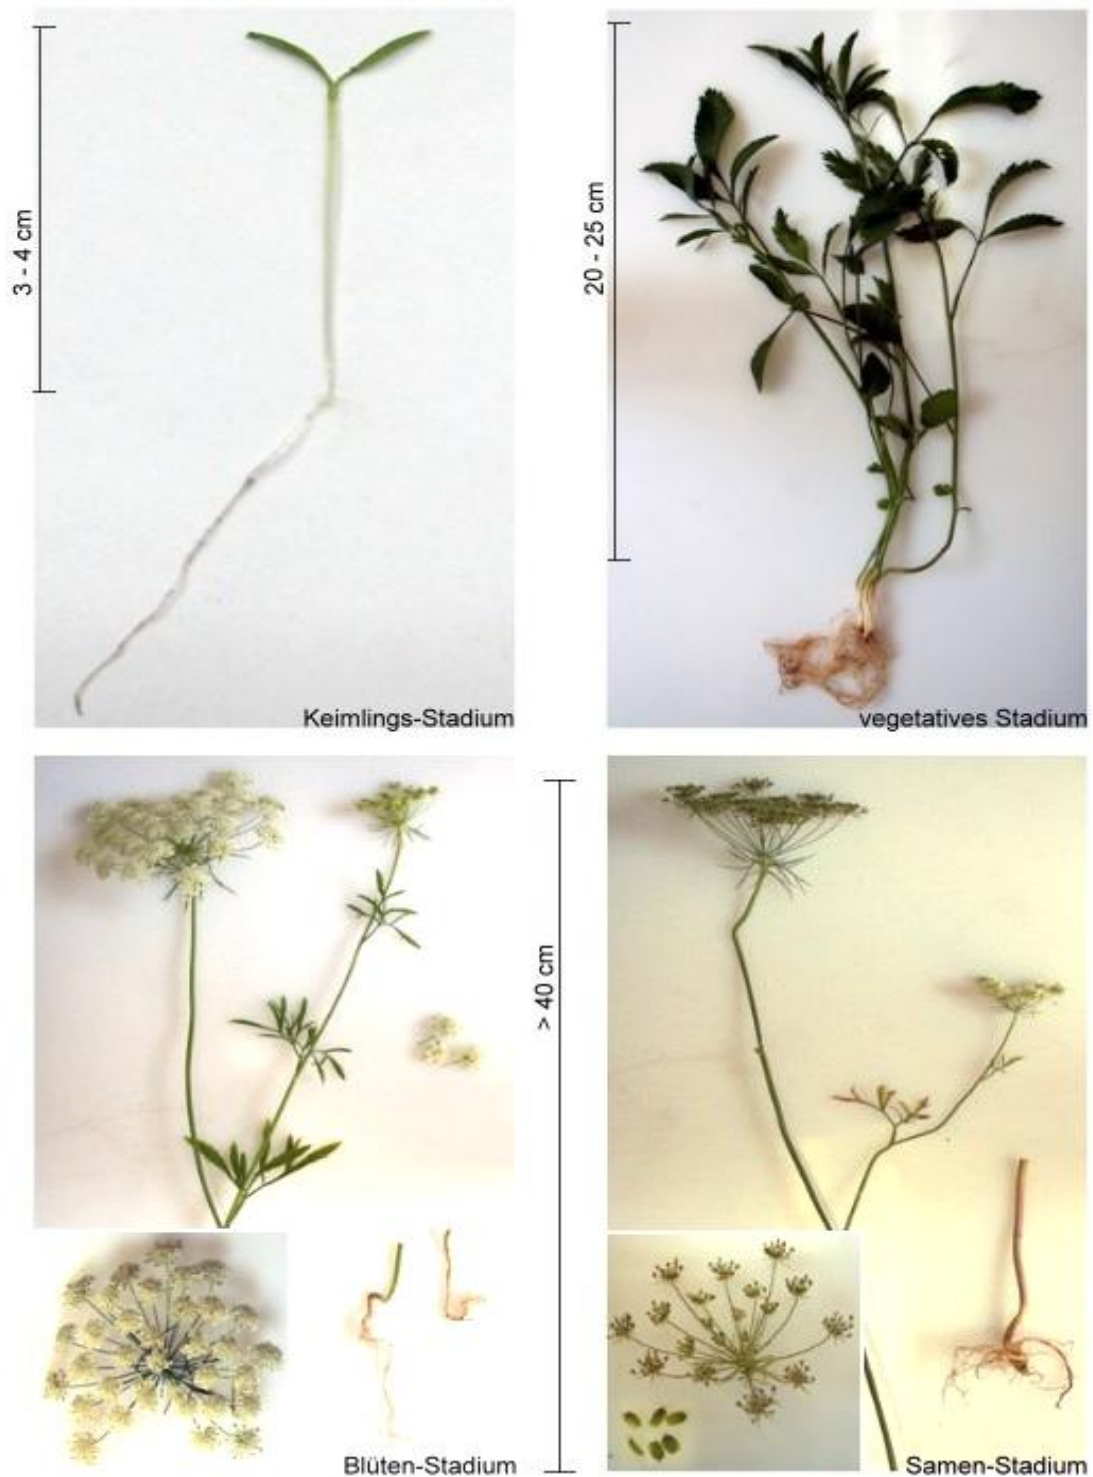 3 - 4 cm
Keimlings-Stadium
20 - 25 cm
vegetatives Stadium
> 40 cm
Blüten-Stadium
Samen-Stadium